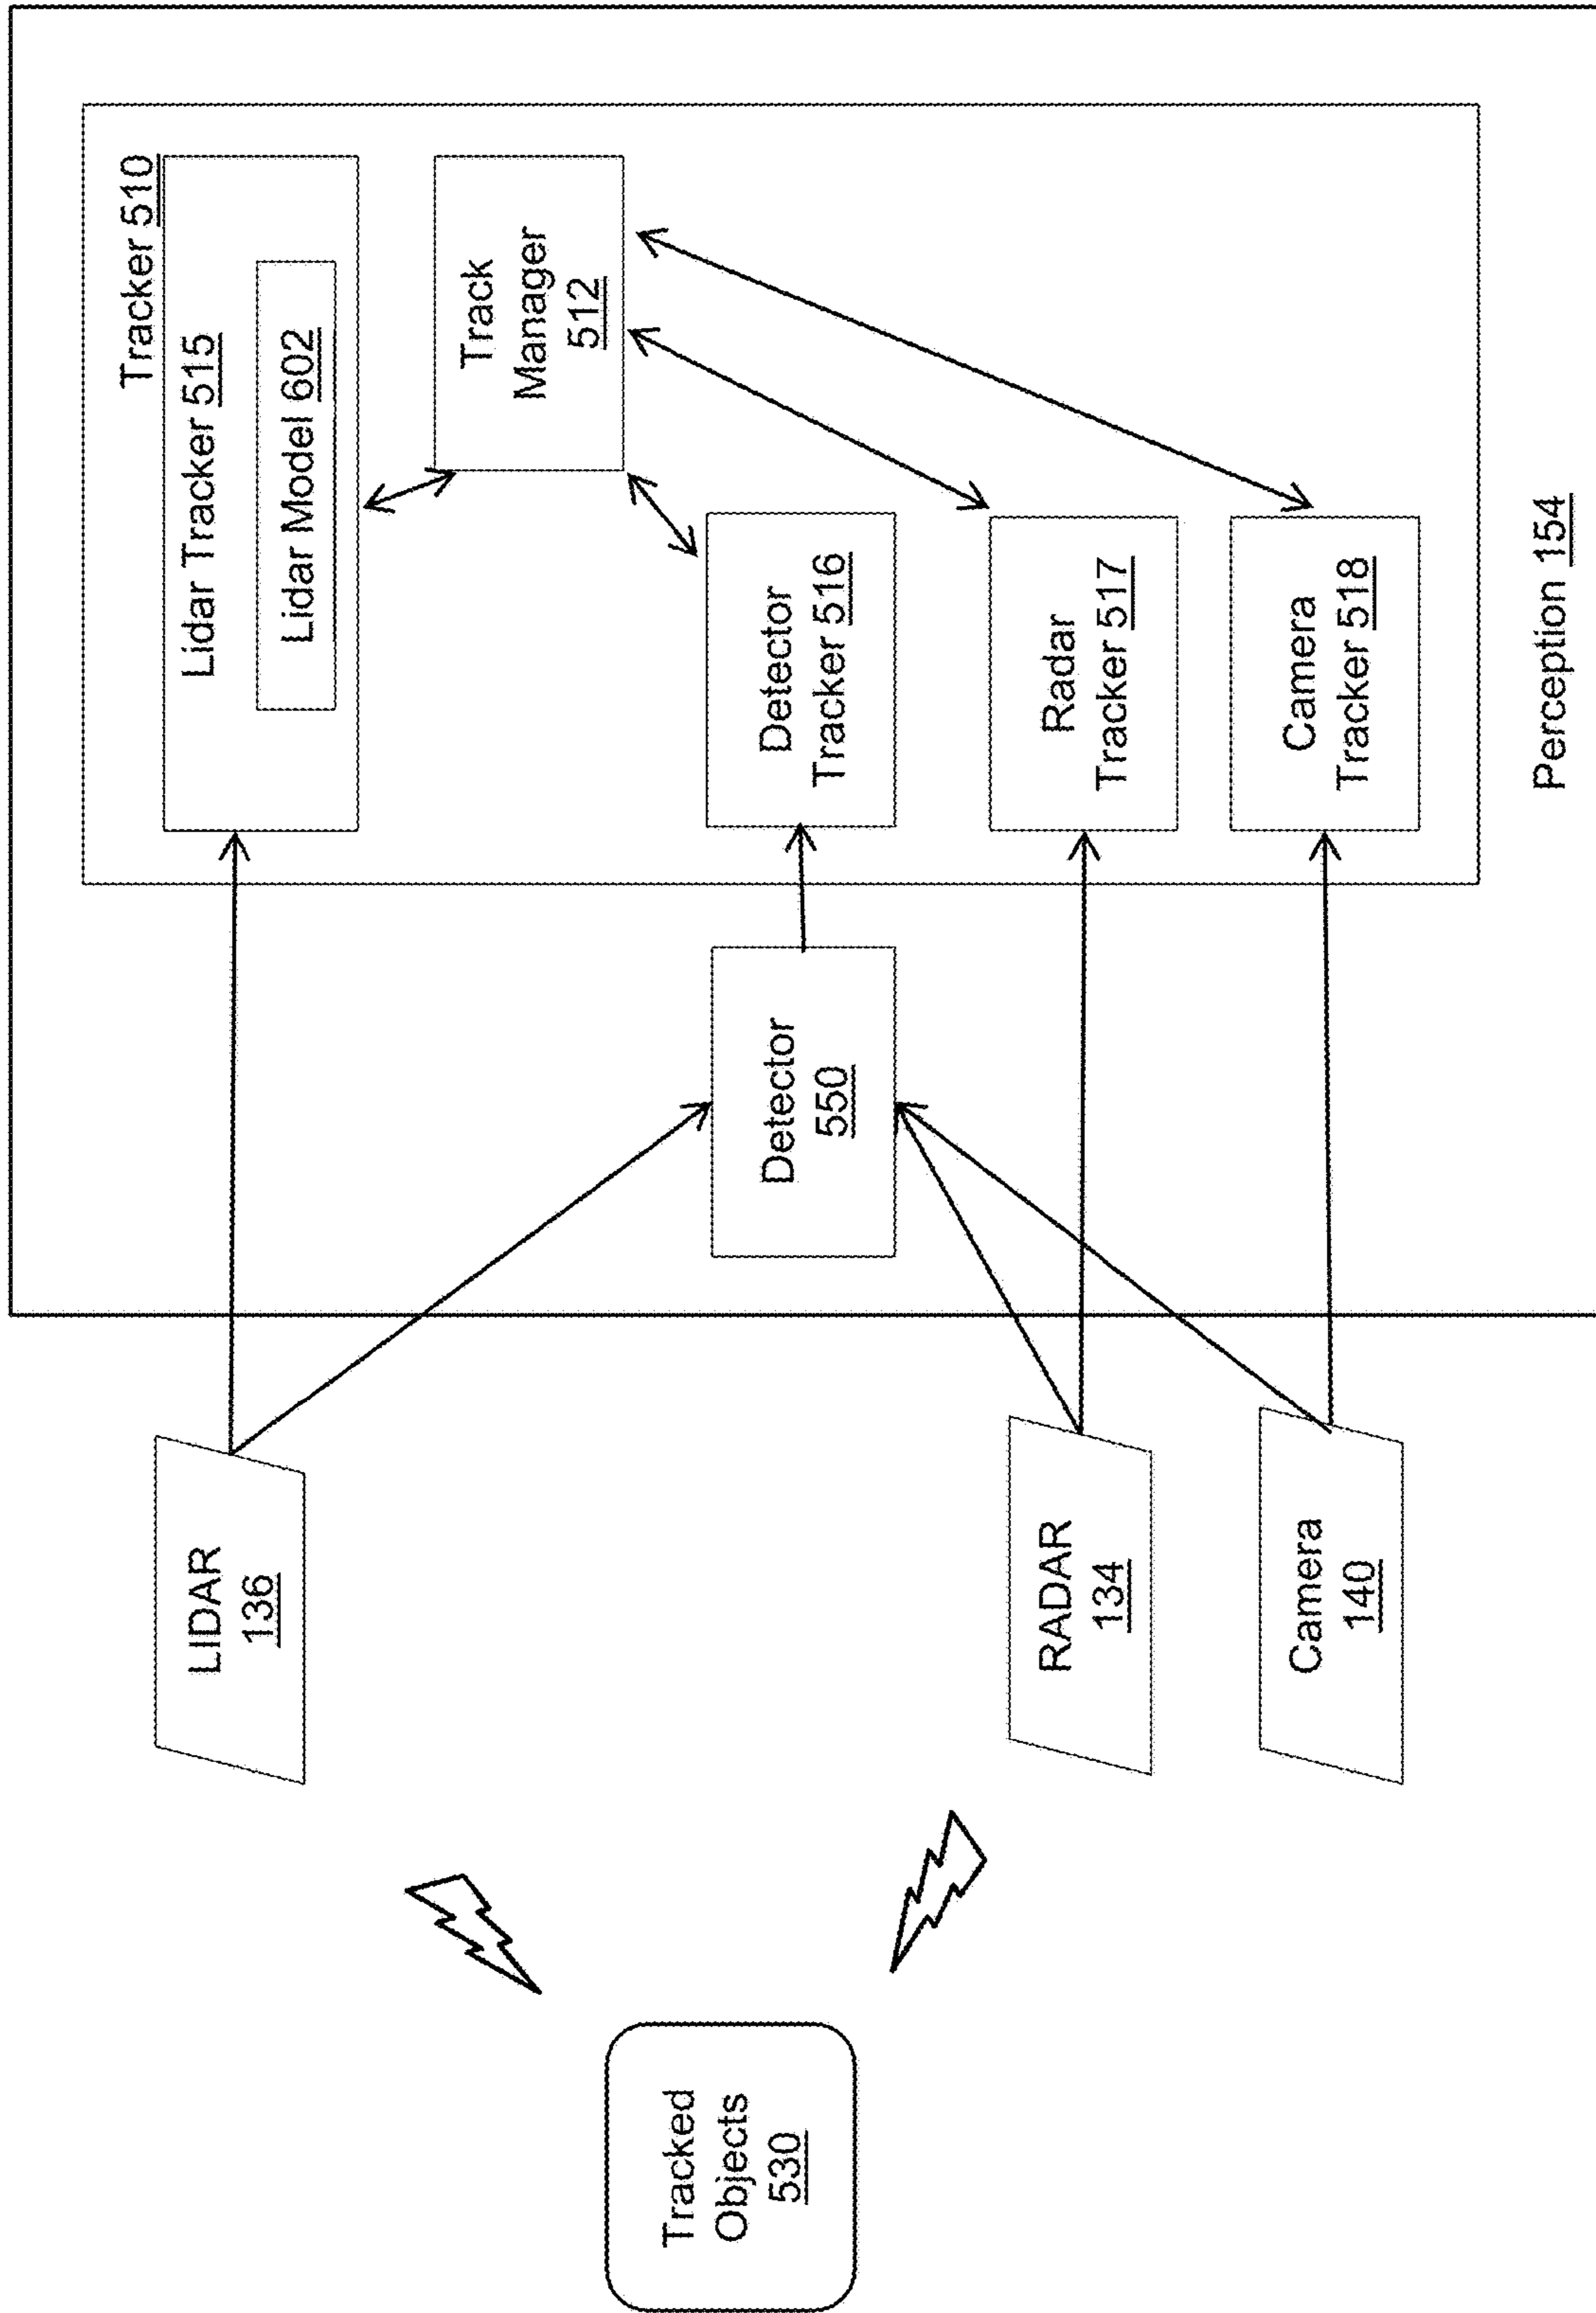 Tracked
Objects
530
LIDAR
136
RADAR
134
Camera
140
Detector
550
Tracker 510
Lidar Tracker 515
Lidar Model 602
Track
Manager
512
Detector
Tracker 516
Radar
Tracker 517
Camera
Tracker 518
Perception 154